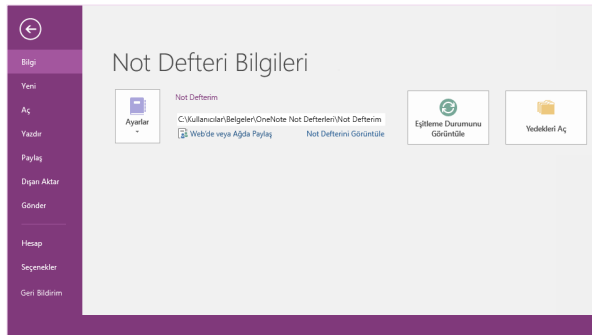 Not Defteri Bilgileri
Bilgi
Yeni
Aç
Yazdır
Paylaş
Dışarı Aktar
Gönder
Hesap
Seçenekler
Geri Bildirim
Ayarlar
Not Defterim
C:\Kullanıcılar\Belgeler\OneNote Not Defterleri\Not Defterim
Web'de veya Ağda Paylaş
Not Defterini Görüntüle
Eşitleme Durumunu
Görüntüle
Yedekleri Aç